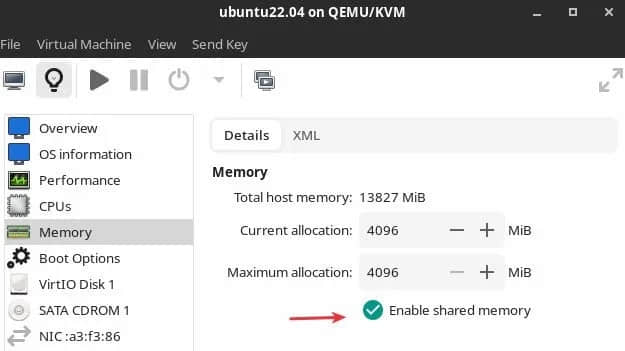 ubuntu22.04 on QEMU/KVM
File Virtual Machine View Send Key
Overview
OS information
Performance
CPUs
Memory
Boot Options
VirtIO Disk 1
SATA CDROM 1
NIC :a3:f3:86
Details XML
Memory
Total host memory: 13827 MiB
Current allocation: 4096 MiB
Maximum allocation: 4096 MiB
Enable shared memory